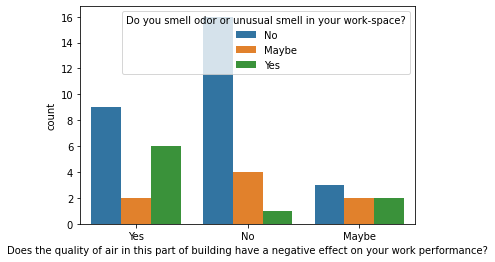 Do you smell odor or unusual smell in your work-space?
No
Maybe
Yes
16
14
12
10
8
6
4
2
0
count
Yes No Maybe
Does the quality of air in this part of building have a negative effect on your work performance?